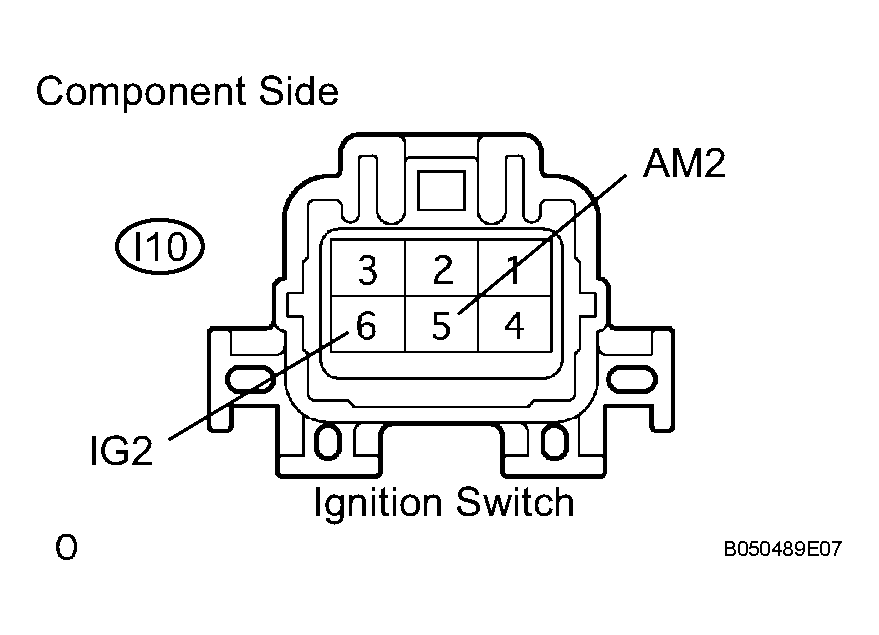 Component Side
AM2
I10
3 2 1
6 5 4
IG2
Ignition Switch
O
B050489E07